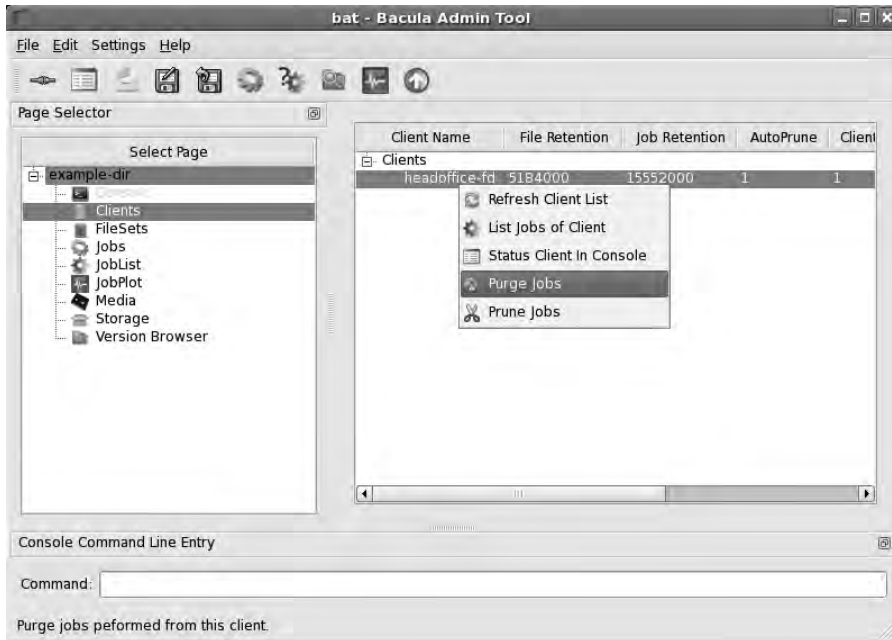 bat - Bacula Admin Tool
File Edit Settings Help
Page Selector
Select Page
example-dir
Console
Clients
FileSets
Jobs
JobList
JobPlot
Media
Storage
Version Browser
Client Name File Retention Job Retention AutoPrune Client
Clients
headoffice-fd 5184000 15552000 1 1
Refresh Client List
List Jobs of Client
Status Client In Console
Purge Jobs
Prune Jobs
Console Command Line Entry
Command:
Purge jobs peformed from this client.